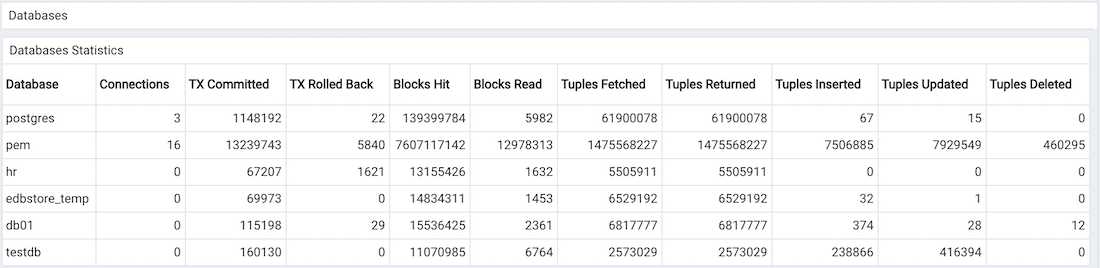 Databases
Databases Statistics
Database Connections TX Committed TX Rolled Back Blocks Hit Blocks Read Tuples Fetched Tuples Returned Tuples Inserted Tuples Updated Tuples Deleted
postgres 3 1148192 22 139399784 5982 61900078 61900078 67 15 0
pem 16 13239743 5840 7607117142 12978313 1475568227 1475568227 7506885 7929549 460295
hr 0 67207 1621 13155426 1632 5505911 5505911 0 0 0
edbstore_temp 0 69973 0 14834311 1453 6529192 6529192 32 1 0
db01 0 115198 29 15536425 2361 6817777 6817777 374 28 12
testdb 0 160130 0 11070985 6764 2573029 2573029 238866 416394 0